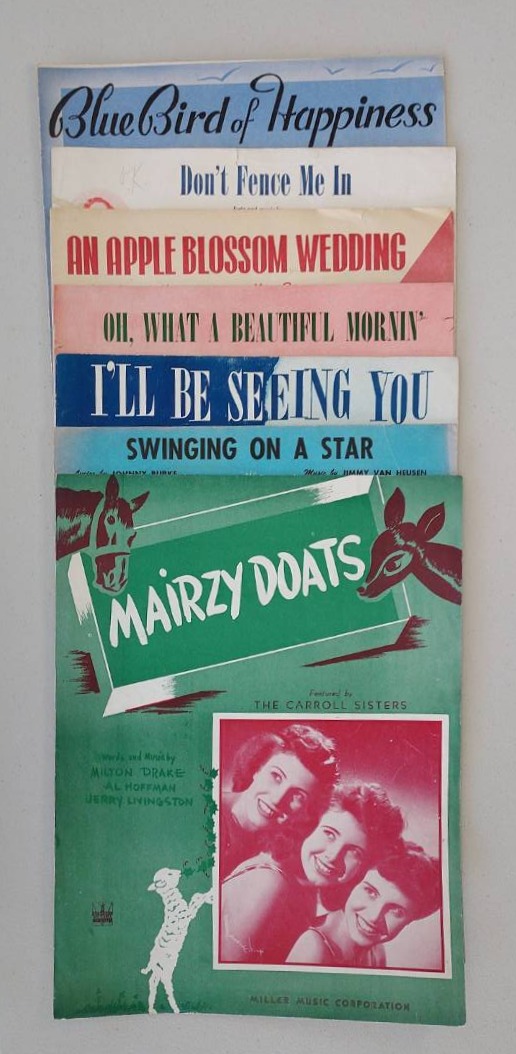 Blue Bird of Happiness
OK
Don't Fence Me In
AN APPLE BLOSSOM WEDDING
OH, WHAT A BEAUTIFUL MORNIN'
I'LL BE SEEING YOU
SWINGING ON A STAR
Lyrics by JOHNNY BURKE Music by JIMMY VAN HEUSEN
MAIRZY DOATS
Featured by
THE CARROLL SISTERS
Words and Music by
MILTON DRAKE
AL HOFFMAN
JERRY LIVINGSTON
MILLER MUSIC CORPORATION